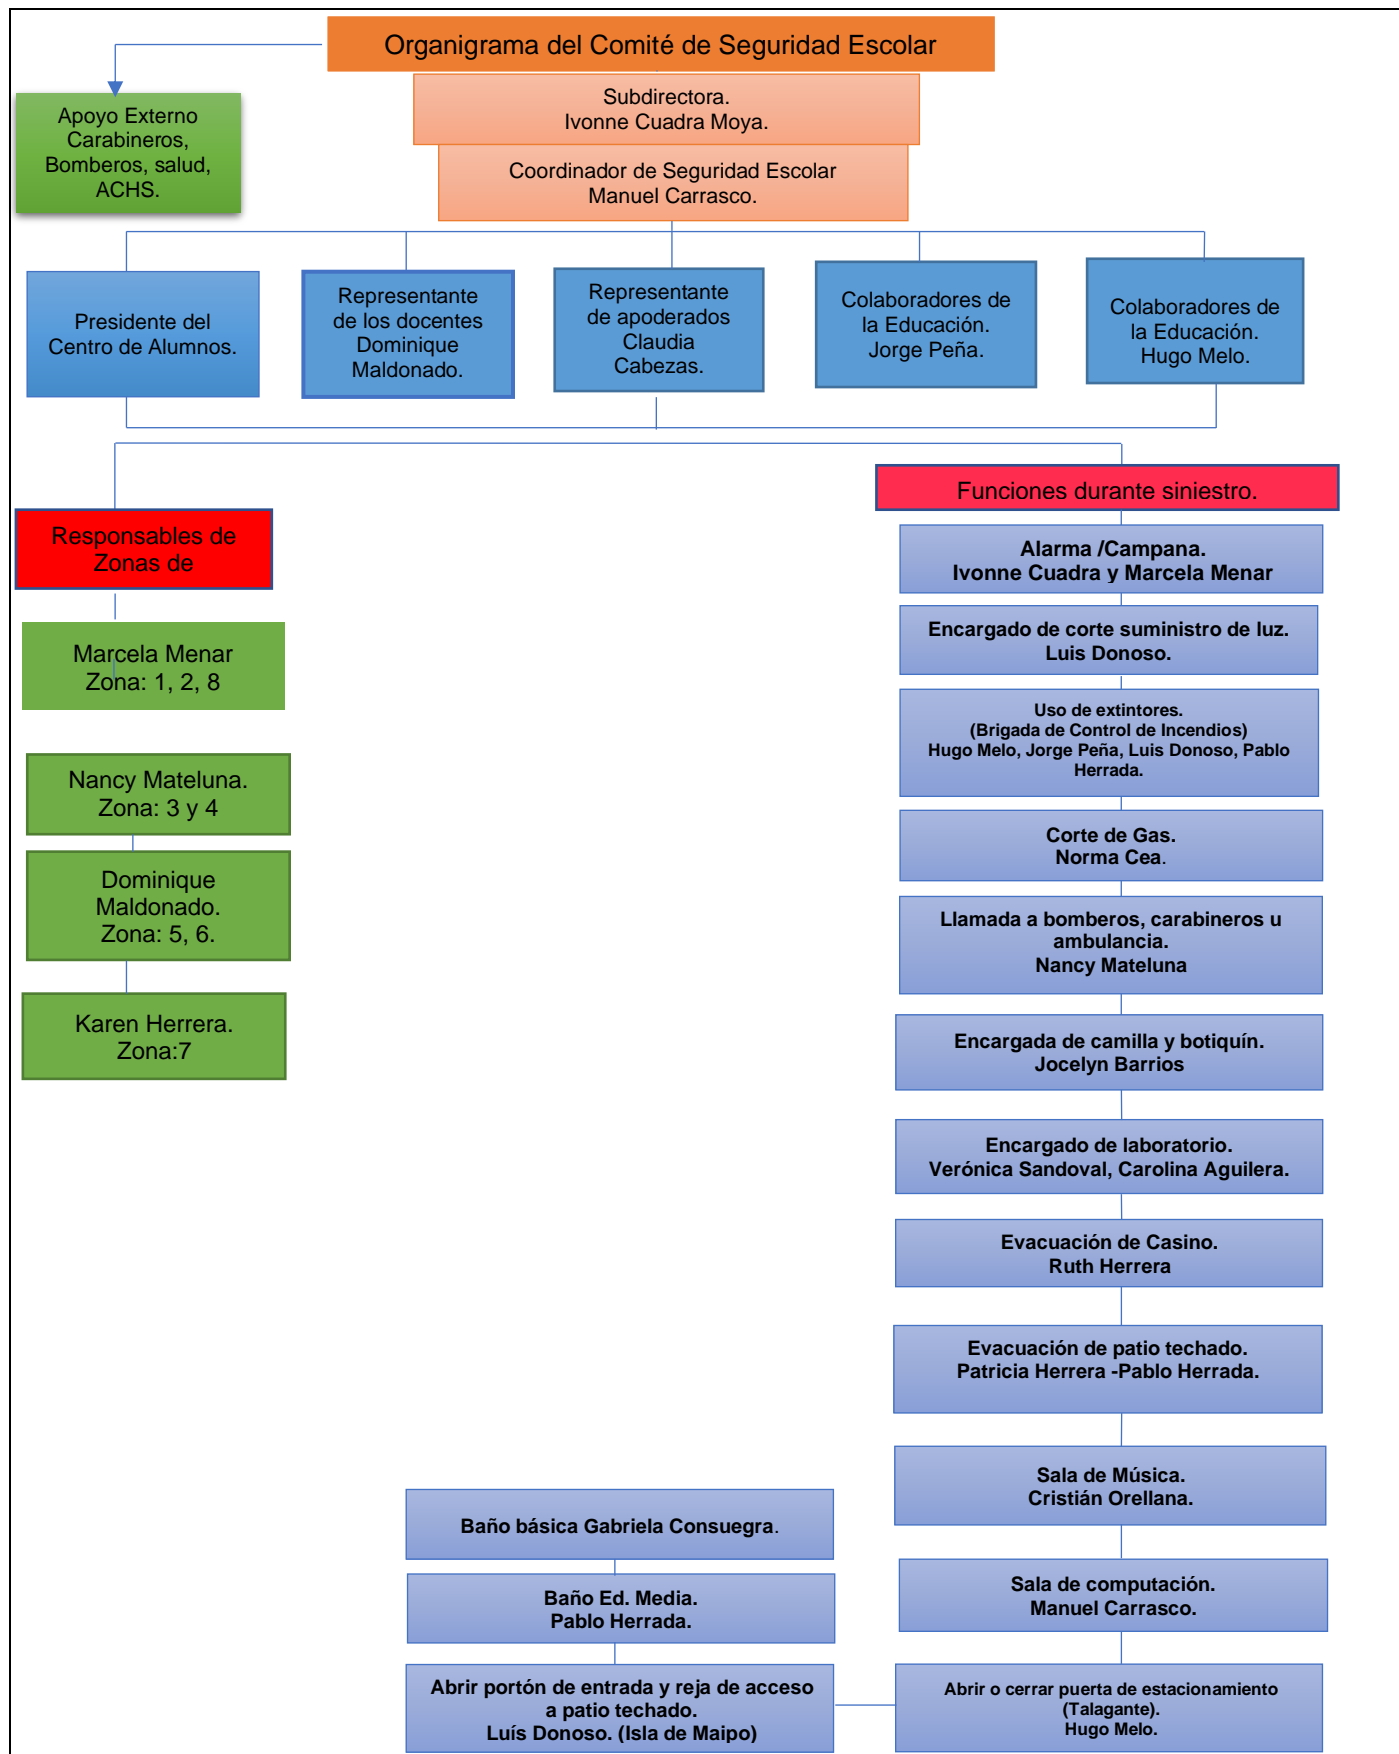 Organigrama del Comité de Seguridad Escolar
Apoyo Externo
Carabineros,
Bomberos, salud,
ACHS.
Subdirectora.
Ivonne Cuadra Moya.
Coordinador de Seguridad Escolar
Manuel Carrasco.
Presidente del
Centro de Alumnos.
Representante
de los docentes
Dominique
Maldonado.
Representante
de apoderados
Claudia
Cabezas.
Colaboradores de
la Educación.
Jorge Peña.
Colaboradores de
la Educación.
Hugo Melo.
Responsables de
Zonas de
Marcela Menar
Zona: 1, 2, 8
Nancy Mateluna.
Zona: 3 y 4
Dominique
Maldonado.
Zona: 5, 6.
Karen Herrera.
Zona:7
Funciones durante siniestro.
Alarma /Campana.
Ivonne Cuadra y Marcela Menar
Encargado de corte suministro de luz.
Luis Donoso.
Uso de extintores.
(Brigada de Control de Incendios)
Hugo Melo, Jorge Peña, Luis Donoso, Pablo
Herrada.
Corte de Gas.
Norma Cea.
Llamada a bomberos, carabineros u
ambulancia.
Nancy Mateluna
Encargada de camilla y botiquín.
Jocelyn Barrios
Encargado de laboratorio.
Verónica Sandoval, Carolina Aguilera.
Evacuación de Casino.
Ruth Herrera
Evacuación de patio techado.
Patricia Herrera -Pablo Herrada.
Sala de Música.
Cristián Orellana.
Sala de computación.
Manuel Carrasco.
Abrir o cerrar puerta de estacionamiento
(Talagante).
Hugo Melo.
Baño básica Gabriela Consuegra.
Baño Ed. Media.
Pablo Herrada.
Abrir portón de entrada y reja de acceso
a patio techado.
Luís Donoso. (Isla de Maipo)